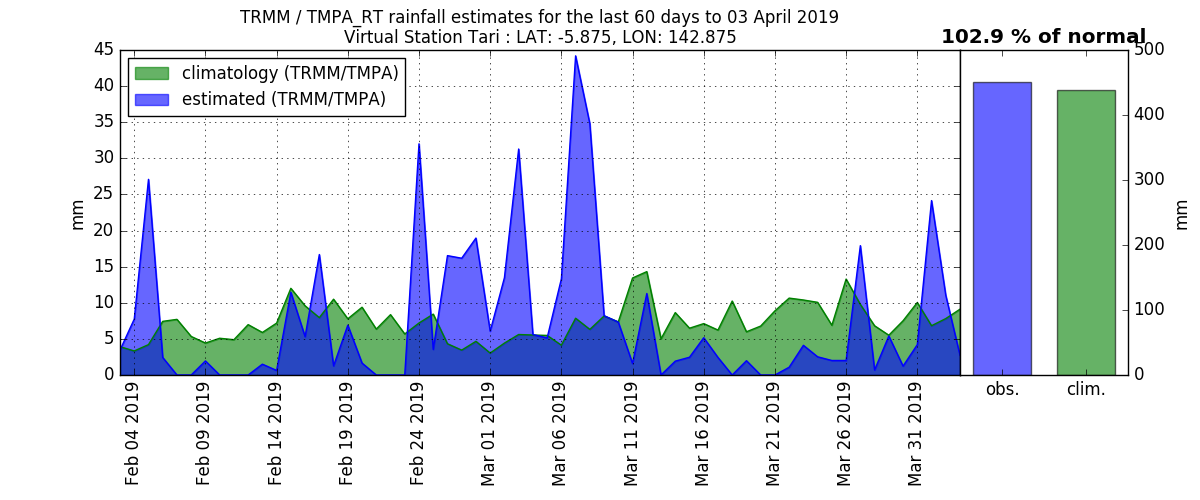 TRMM / TMPA_RT rainfall estimates for the last 60 days to 03 April 2019
Virtual Station Tari : LAT: -5.875, LON: 142.875
102.9 % of normal
climatology (TRMM/TMPA)
estimated (TRMM/TMPA)
45
40
35
30
25
20
15
10
5
0
mm
Feb 04 2019
Feb 09 2019
Feb 14 2019
Feb 19 2019
Feb 24 2019
Mar 01 2019
Mar 06 2019
Mar 11 2019
Mar 16 2019
Mar 21 2019
Mar 26 2019
Mar 31 2019
obs.
clim.
500
400
300
200
100
0
mm